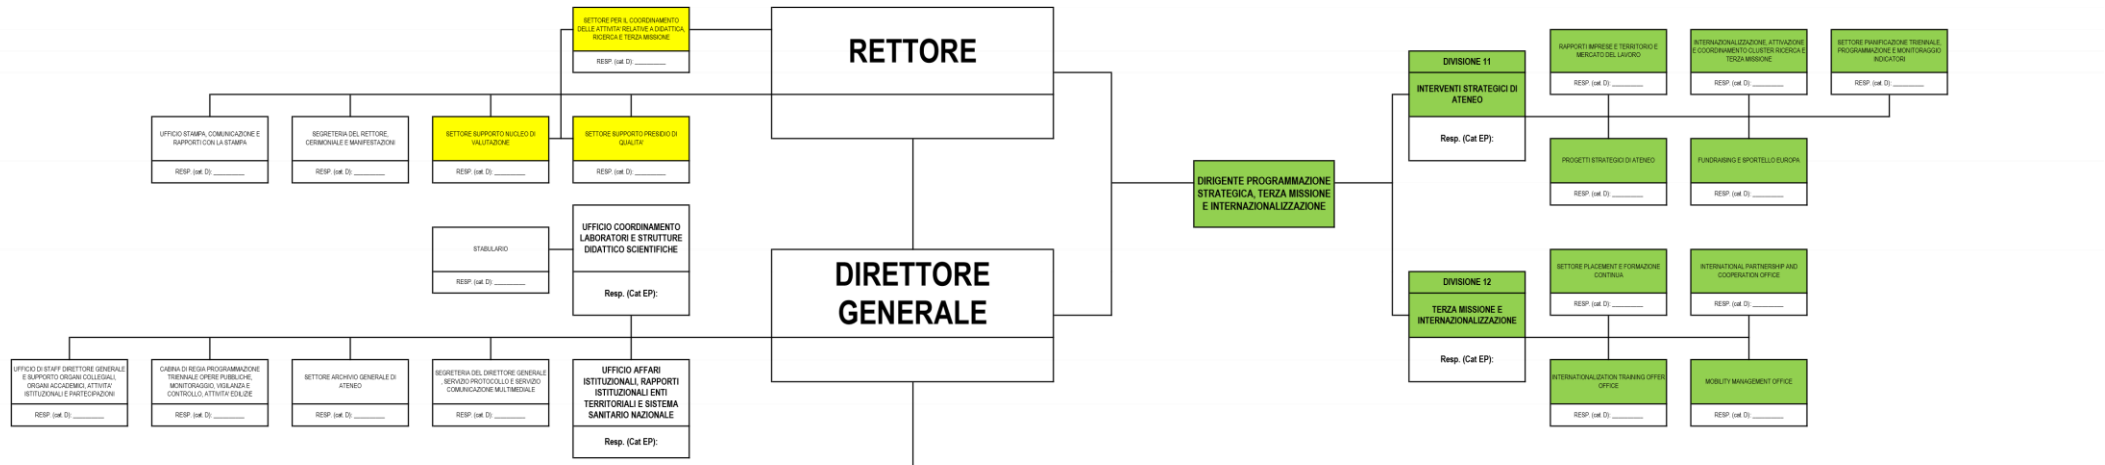 SETTORE PER IL COORDINAMENTO
DELLE ATTIVITA' RELATIVE A DIDATTICA,
RICERCA E TERZA MISSIONE
RESP. (cat. D): _________
RETTORE
UFFICIO STAMPA, COMUNICAZIONE E
RAPPORTI CON LA STAMPA
RESP. (cat. D): _________
SEGRETERIA DEL RETTORE,
CERIMONIALE E MANIFESTAZIONI
RESP. (cat. D): _________
SETTORE SUPPORTO NUCLEO DI
VALUTAZIONE
RESP. (cat. D): _________
SETTORE SUPPORTO PRESIDIO DI
QUALITA'
RESP. (cat. D): _________
STABULARIO
RESP. (cat. D): _________
UFFICIO COORDINAMENTO
LABORATORI E STRUTTURE
DIDATTICO SCIENTIFICHE
Resp. (Cat EP):
DIRETTORE
GENERALE
UFFICIO DI STAFF DIRETTORE GENERALE
E SUPPORTO ORGANI COLLEGIALI,
ORGANI ACCADEMICI, ATTIVITA'
ISTITUZIONALI E PARTECIPAZIONI
RESP. (cat. D): _________
CABINA DI REGIA PROGRAMMAZIONE
TRIENNALE OPERE PUBBLICHE,
MONITORAGGIO, VIGILANZA E
CONTROLLO, ATTIVITA' EDILIZIE
RESP. (cat. D): _________
SETTORE ARCHIVIO GENERALE DI
ATENEO
RESP. (cat. D): _________
SEGRETERIA DEL DIRETTORE GENERALE
, SERVIZIO PROTOCOLLO E SERVIZIO
COMUNICAZIONE MULTIMEDIALE
RESP. (cat. D): _________
UFFICIO AFFARI
ISTITUZIONALI, RAPPORTI
ISTITUZIONALI ENTI
TERRITORIALI E SISTEMA
SANITARIO NAZIONALE
Resp. (Cat EP):
DIRIGENTE PROGRAMMAZIONE
STRATEGICA, TERZA MISSIONE
E INTERNAZIONALIZZAZIONE
DIVISIONE 11
INTERVENTI STRATEGICI DI
ATENEO
Resp. (Cat EP):
RAPPORTI IMPRESE E TERRITORIO E
MERCATO DEL LAVORO
RESP. (cat. D): _________
INTERNAZIONALIZZAZIONE, ATTIVAZIONE
E COORDINAMENTO CLUSTER RICERCA E
TERZA MISSIONE
RESP. (cat. D): _________
SETTORE PIANIFICAZIONE TRIENNALE,
PROGRAMMAZIONE E MONITORAGGIO
INDICATORI
RESP. (cat. D): _________
PROGETTI STRATEGICI DI ATENEO
RESP. (cat. D): _________
FUNDRAISING E SPORTELLO EUROPA
RESP. (cat. D): _________
DIVISIONE 12
TERZA MISSIONE E
INTERNAZIONALIZZAZIONE
Resp. (Cat EP):
SETTORE PLACEMENT E FORMAZIONE
CONTINUA
RESP. (cat. D): _________
INTERNATIONAL PARTNERISHIP AND
COOPERATION OFFICE
RESP. (cat. D): _________
INTERNATIONALIZATION TRAINING OFFER
OFFICE
RESP. (cat. D): _________
MOBILITY MANAGEMENT OFFICE
RESP. (cat. D): _________